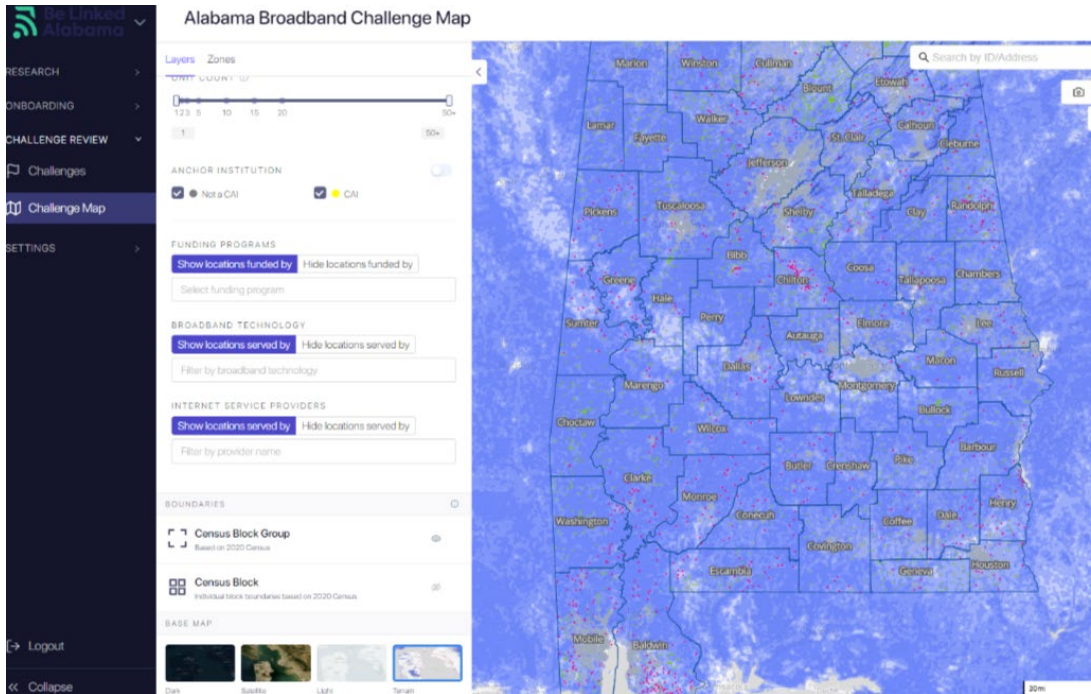 Be Linked
Alabama
Alabama Broadband Challenge Map
RESEARCH
ONBOARDING
CHALLENGE REVIEW
Challenges
Challenge Map
SETTINGS
Logout
Collapse
Layers Zones
UNIT COUNT
1 2 3 5 10 15 20 50+
1 50+
ANCHOR INSTITUTION
Not a CAI CAI
FUNDING PROGRAMS
Show locations funded by Hide locations funded by
Select funding program
BROADBAND TECHNOLOGY
Show locations served by Hide locations served by
Filter by broadband technology
INTERNET SERVICE PROVIDERS
Show locations served by Hide locations served by
Filter by provider name
BOUNDARIES
Census Block Group
Based on 2020 Census
Census Block
Individual block boundaries based on 2020 Census
BASE MAP
Dark Satellite Light Terrain
Search by ID/Address
Marion Winston Cullman
Blount Etowah
Lamar Fayette Walker St. Clair Calhoun Cleburne
Jefferson
Pickens Tuscaloosa Shelby Talladega Clay Randolph
Greene Hale Bibb Chilton Coosa Tallapoosa Chambers
Sumter Perry Autauga Elmore Lee
Marengo Dallas Lowndes Montgomery Macon Russell
Bullock
Choctaw Wilcox Butler Crenshaw Pike Barbour
Clarke Monroe Conecuh Coffee Dale Henry
Washington Covington
Escambia Geneva Houston
Mobile Baldwin
30mi